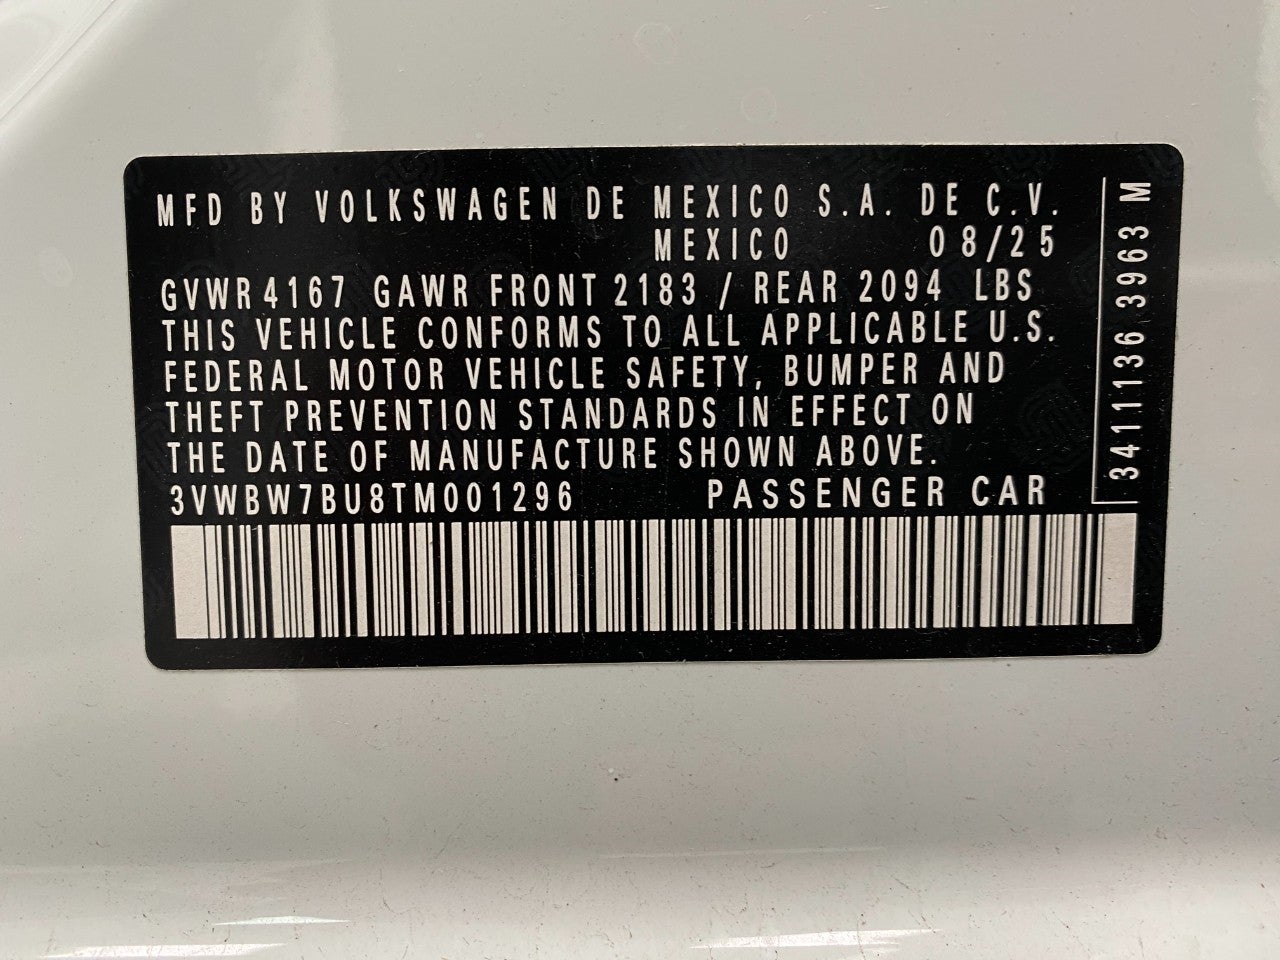 MFD BY VOLKSWAGEN DE MEXICO S.A. DE C.V.
MEXICO 08/25
GVWR 4167 GAWR FRONT 2183 / REAR 2094 LBS
THIS VEHICLE CONFORMS TO ALL APPLICABLE U.S.
FEDERAL MOTOR VEHICLE SAFETY, BUMPER AND
THEFT PREVENTION STANDARDS IN EFFECT ON
THE DATE OF MANUFACTURE SHOWN ABOVE.
3VWBW7BU8TM001296 PASSENGER CAR
3411136 3963 M